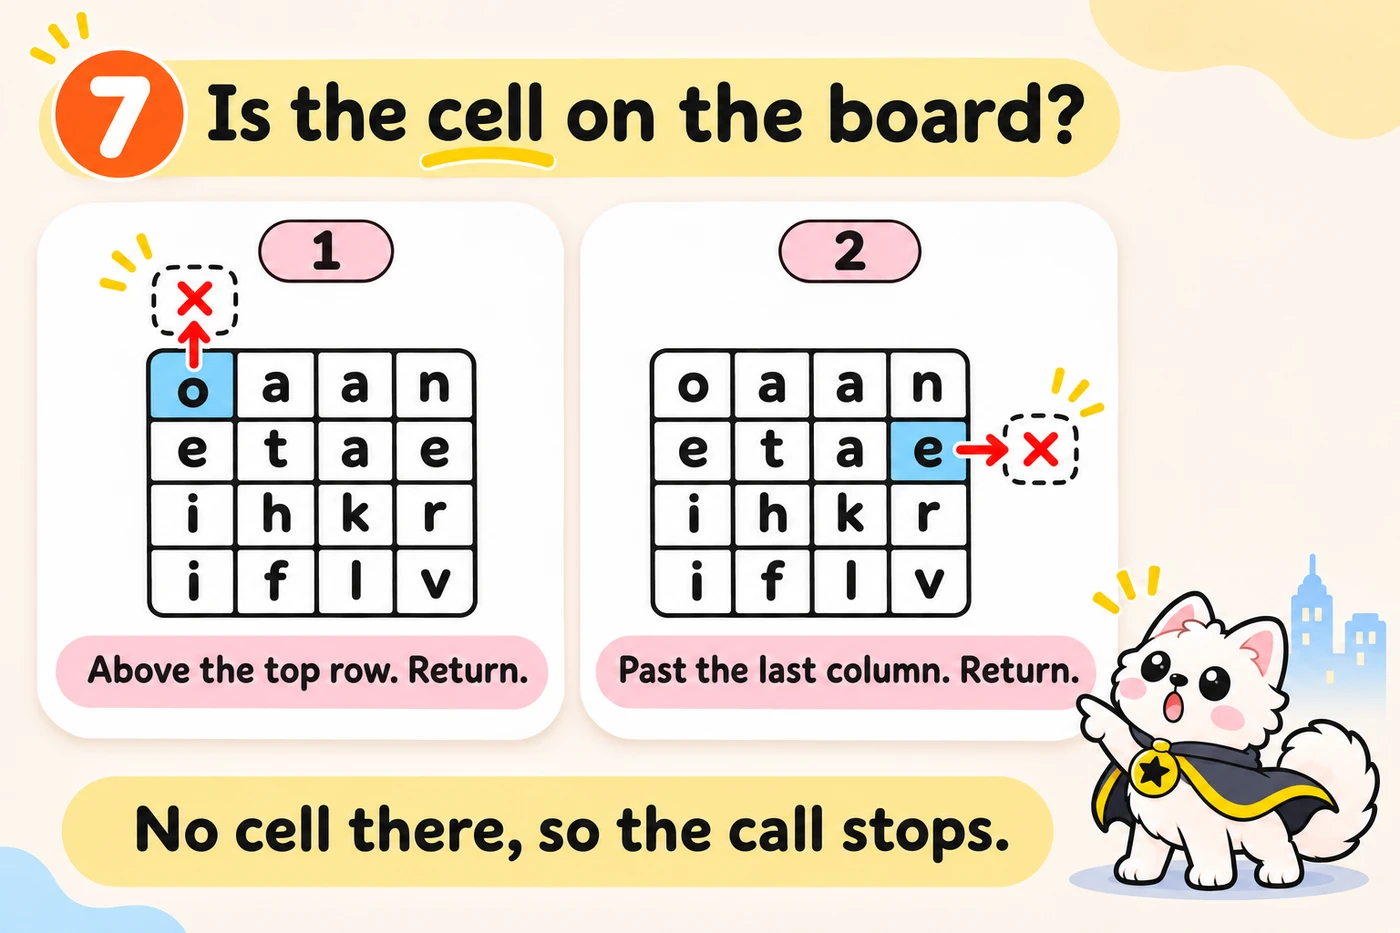 7 Is the cell on the board?
1
o a a n
e t a e
i h k r
i f l v
Above the top row. Return.
2
o a a n
e t a e
i h k r
i f l v
Past the last column. Return.
No cell there, so the call stops.